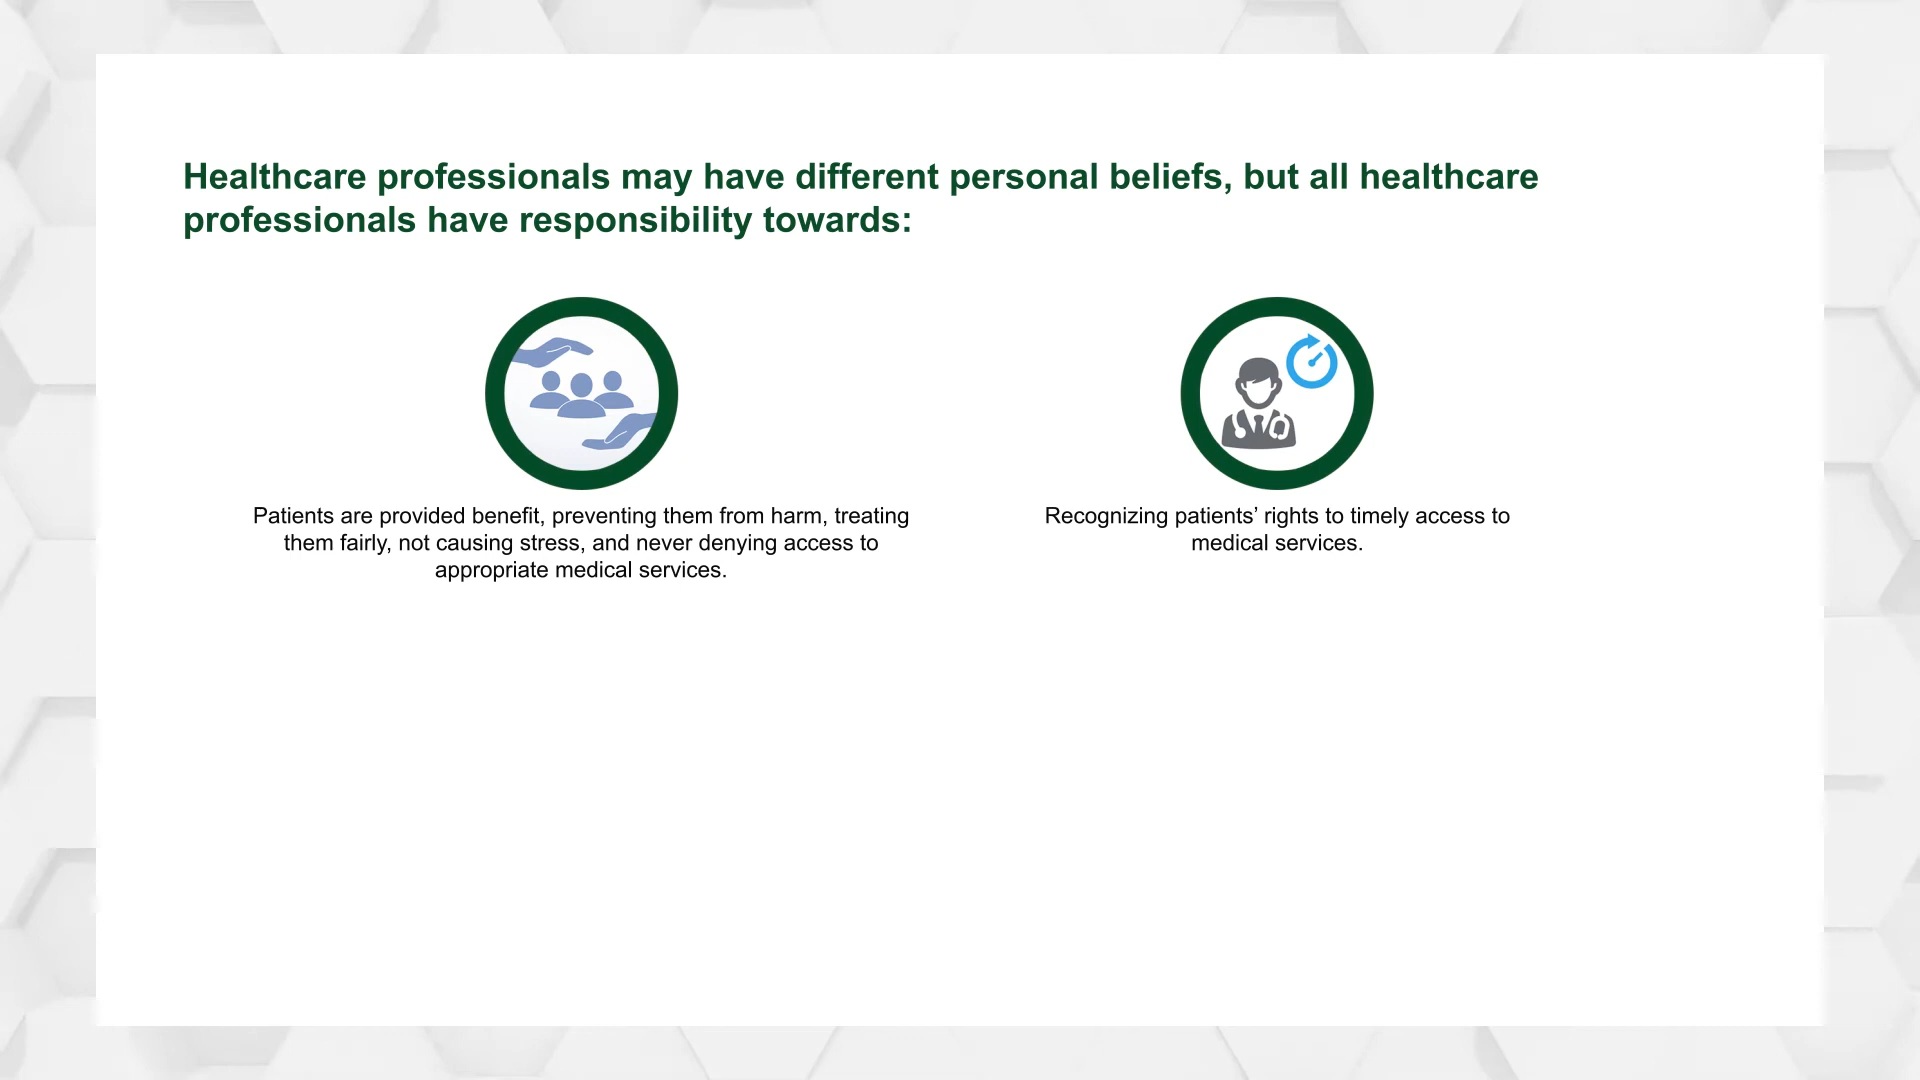 Healthcare professionals may have different personal beliefs, but all healthcare
professionals have responsibility towards:
Patients are provided benefit, preventing them from harm, treating
them fairly, not causing stress, and never denying access to
appropriate medical services.
Recognizing patients’ rights to timely access to
medical services.